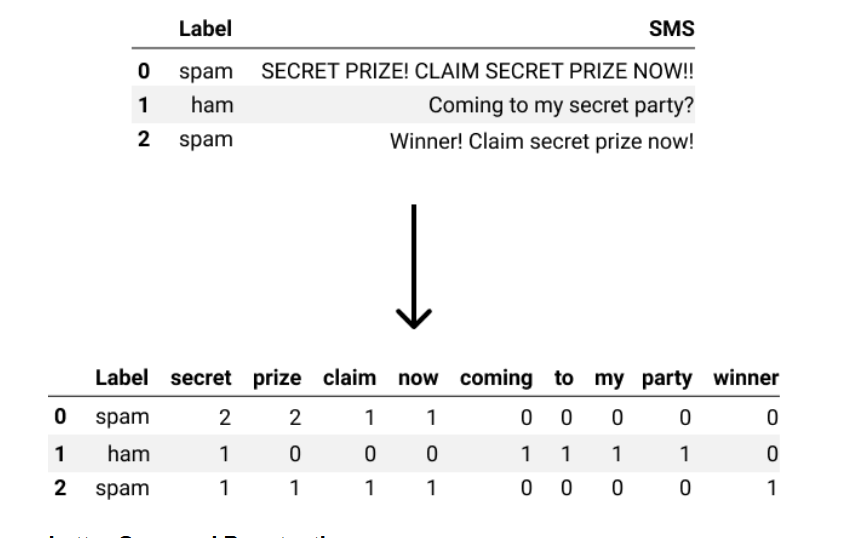 Label SMS
0 spam SECRET PRIZE! CLAIM SECRET PRIZE NOW!!
1 ham Coming to my secret party?
2 spam Winner! Claim secret prize now!
Label secret prize claim now coming to my party winner
0 spam 2 2 1 1 0 0 0 0 0
1 ham 1 0 0 0 1 1 1 1 0
2 spam 1 1 1 1 0 0 0 0 1